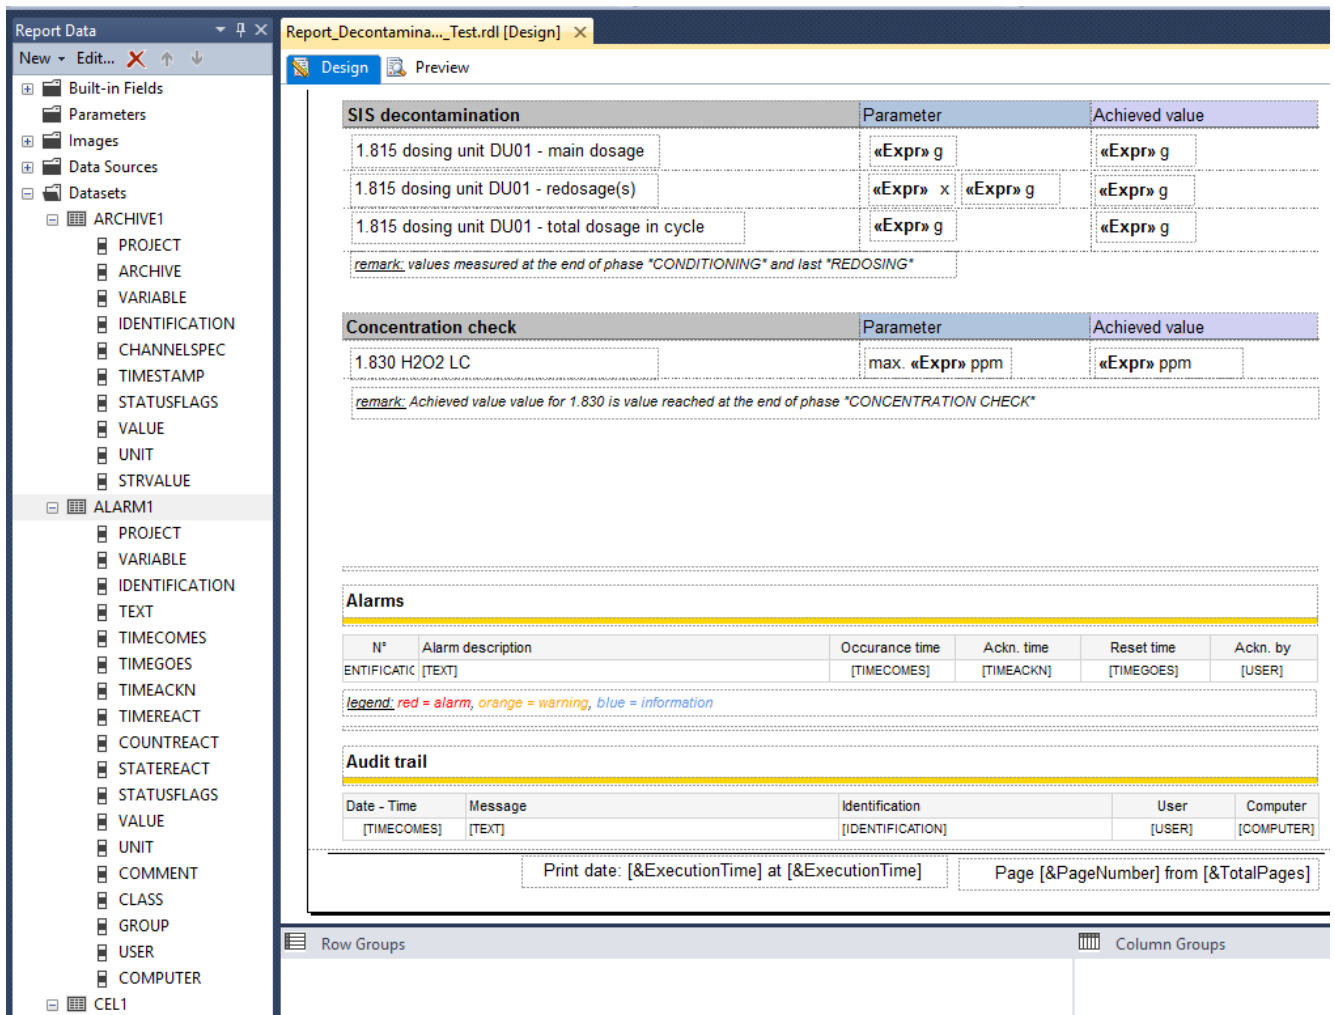 Report Data
New Edit...
Built-in Fields
Parameters
Images
Data Sources
Datasets
ARCHIVE1
PROJECT
ARCHIVE
VARIABLE
IDENTIFICATION
CHANNELSPEC
TIMESTAMP
STATUSFLAGS
VALUE
UNIT
STRVALUE
ALARM1
PROJECT
VARIABLE
IDENTIFICATION
TEXT
TIMECOMES
TIMEGOES
TIMEACKN
TIMEREACT
COUNTREACT
STATEREACT
STATUSFLAGS
VALUE
UNIT
COMMENT
CLASS
GROUP
USER
COMPUTER
CEL1
Report_Decontamina..._Test.rdl [Design]
Design Preview
SIS decontamination Parameter Achieved value
1.815 dosing unit DU01 - main dosage «Expr» g «Expr» g
1.815 dosing unit DU01 - redosage(s) «Expr» x «Expr» g «Expr» g
1.815 dosing unit DU01 - total dosage in cycle «Expr» g «Expr» g
remark: values measured at the end of phase "CONDITIONING" and last "REDOSING"
Concentration check Parameter Achieved value
1.830 H2O2 LC max. «Expr» ppm «Expr» ppm
remark: Achieved value value for 1.830 is value reached at the end of phase "CONCENTRATION CHECK"
Alarms
N° Alarm description Occurance time Ackn. time Reset time Ackn. by
ENTIFICATIC [TEXT] [TIMECOMES] [TIMEACKN] [TIMEGOES] [USER]
legend: red = alarm, orange = warning, blue = information
Audit trail
Date - Time Message Identification User Computer
[TIMECOMES] [TEXT] [IDENTIFICATION] [USER] [COMPUTER]
Print date: [&ExecutionTime] at [&ExecutionTime] Page [&PageNumber] from [&TotalPages]
Row Groups Column Groups